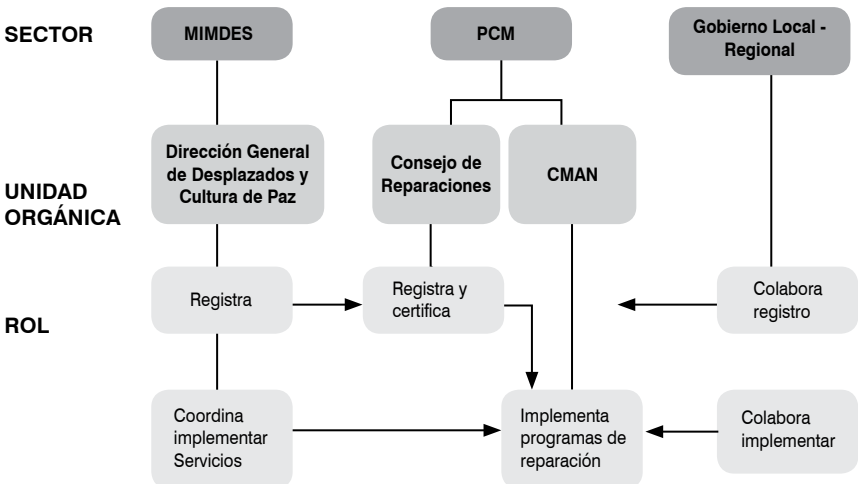 SECTOR
MIMDES
PCM
Gobierno Local -
Regional
UNIDAD
ORGÁNICA
Dirección General
de Desplazados y
Cultura de Paz
Consejo de
Reparaciones
CMAN
ROL
Registra
Registra y
certifica
Colabora
registro
Coordina
implementar
Servicios
Implementa
programas de
reparación
Colabora
implementar